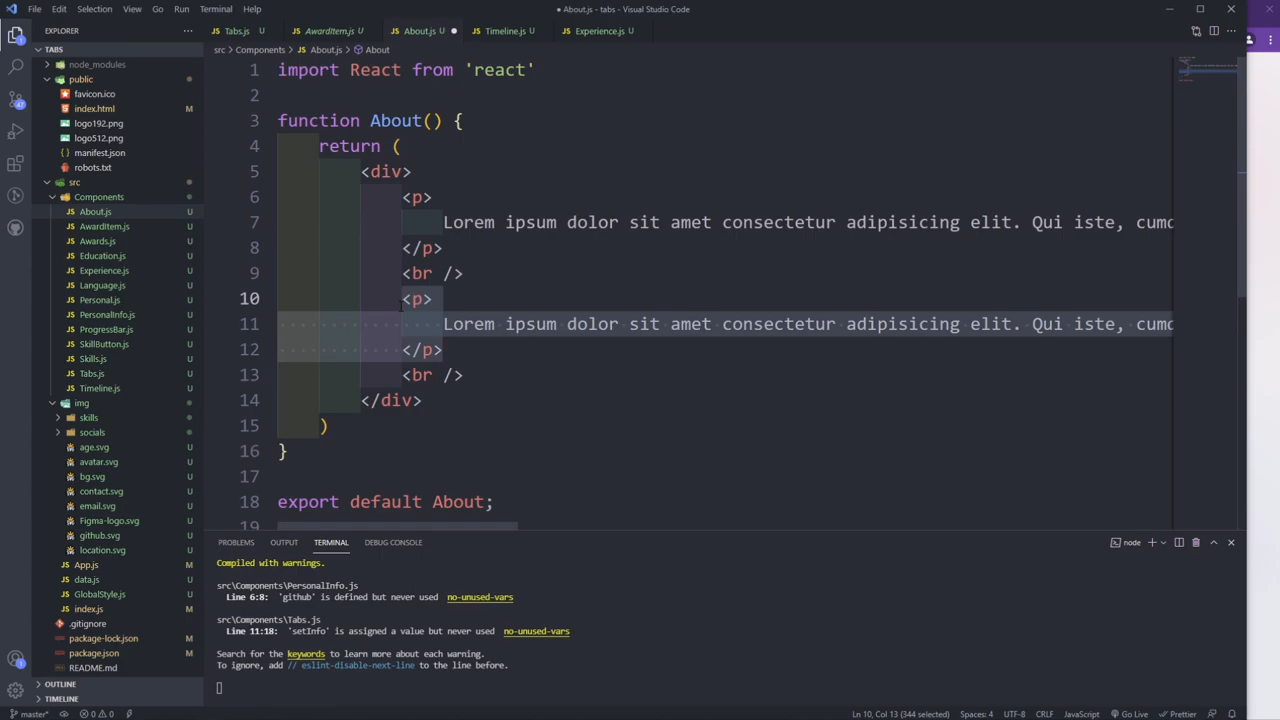 File Edit Selection View Go Run Terminal Help
● About.js - tabs - Visual Studio Code
EXPLORER
Tabs.js U
AwardItem.js U
About.js U
Timeline.js U
Experience.js U
src > Components > About.js > About
TABS
node_modules
public
favicon.ico
index.html M
logo192.png
logo512.png
manifest.json
robots.txt
src
Components
About.js U
AwardItem.js U
Awards.js U
Education.js U
Experience.js U
Language.js U
Personal.js U
PersonalInfo.js U
ProgressBar.js U
SkillButton.js U
Skills.js U
Tabs.js U
Timeline.js U
img
skills
socials
age.svg U
avatar.svg U
bg.svg U
contact.svg U
email.svg U
Figma-logo.svg U
github.svg U
location.svg U
App.js M
data.js U
GlobalStyle.js U
index.js M
.gitignore
package-lock.json M
package.json M
README.md
OUTLINE
TIMELINE
1 import React from 'react'
2
3 function About() {
4 return (
5 <div>
6 <p>
7 Lorem ipsum dolor sit amet consectetur adipisicing elit. Qui iste, cumd
8 </p>
9 <br />
10 <p>
11 Lorem ipsum dolor sit amet consectetur adipisicing elit. Qui iste, cumd
12 </p>
13 <br />
14 </div>
15 )
16 }
17
18 export default About;
19
PROBLEMS OUTPUT TERMINAL DEBUG CONSOLE
node
Compiled with warnings.
src\Components\PersonalInfo.js
Line 6:8: 'github' is defined but never used no-unused-vars
src\Components\Tabs.js
Line 11:18: 'setInfo' is assigned a value but never used no-unused-vars
Search for the keywords to learn more about each warning.
To ignore, add // eslint-disable-next-line to the line before.
master* 0 0 Ln 10, Col 13 (344 selected) Spaces: 4 UTF-8 CRLF JavaScript Go Live Prettier